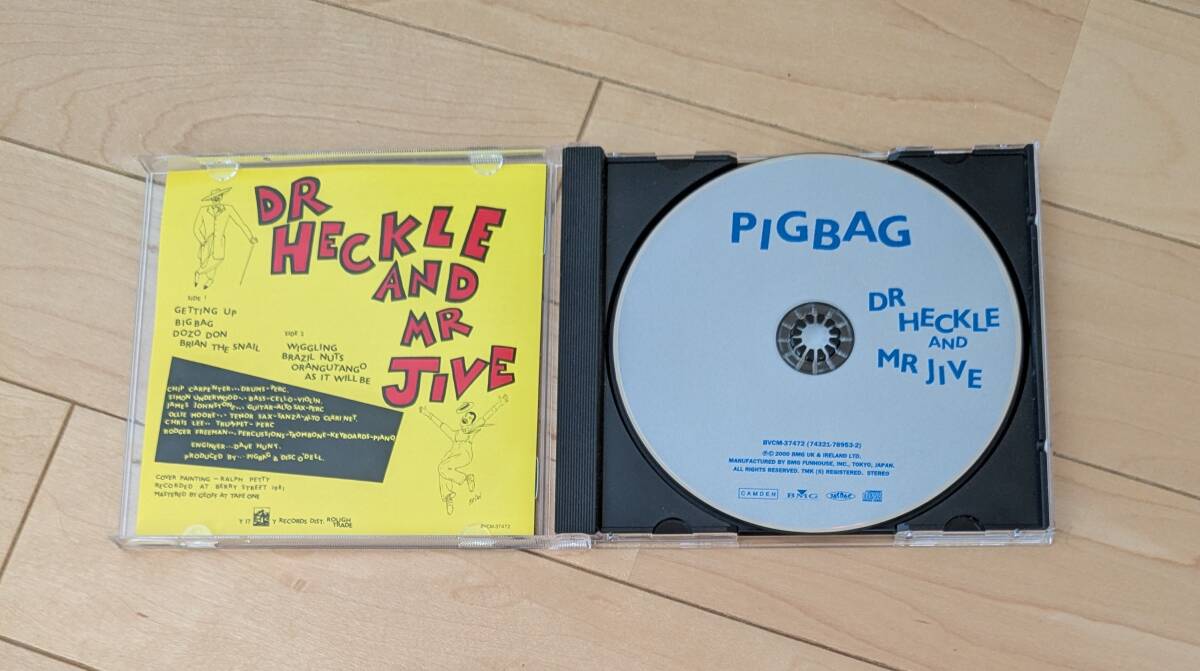 DR
HECKLE
AND
MR
JIVE
SIDE 1
GETTING UP
BIG BAG
DOZO DON
BRIAN THE SNAIL
SIDE 2
WIGGLING
BRAZIL NUTS
ORANGUTANGO
AS IT WILL BE
CHIP CARPENTER... DRUMS-PERC.
SIMON UNDERWOOD... BASS-CELLO-VIOLIN.
JAMES JOHNSTONE... GUITAR-ALTO SAX-PERC
OLLIE MOORE... TENOR SAX-SANZA-ALTO CLARINET.
CHRIS LEE... TRUMPET-PERC
RODGER FREEMAN... PERCUSSIONS-TROMBONE-KEYBOARDS-PIANO
ENGINEER... DAVE HUNT.
PRODUCED BY... PIGBAG & DISC O'DELL.
COVER PAINTING - RALPH PETTY
RECORDED AT BERRY STREET 1981
MASTERED BY GEOFF AT TAPE ONE
Y 17 Y RECORDS DIST. ROUGH TRADE
BVCM-37472
PIGBAG
DR
HECKLE
AND
MR JIVE
BVCM-37472 (74321-78953-2)
℗© 2000 BMG UK & IRELAND LTD.
MANUFACTURED BY BMG FUNHOUSE, INC., TOKYO, JAPAN.
ALL RIGHTS RESERVED. TMK (S) REGISTERED. STEREO
CAMDEN BMG